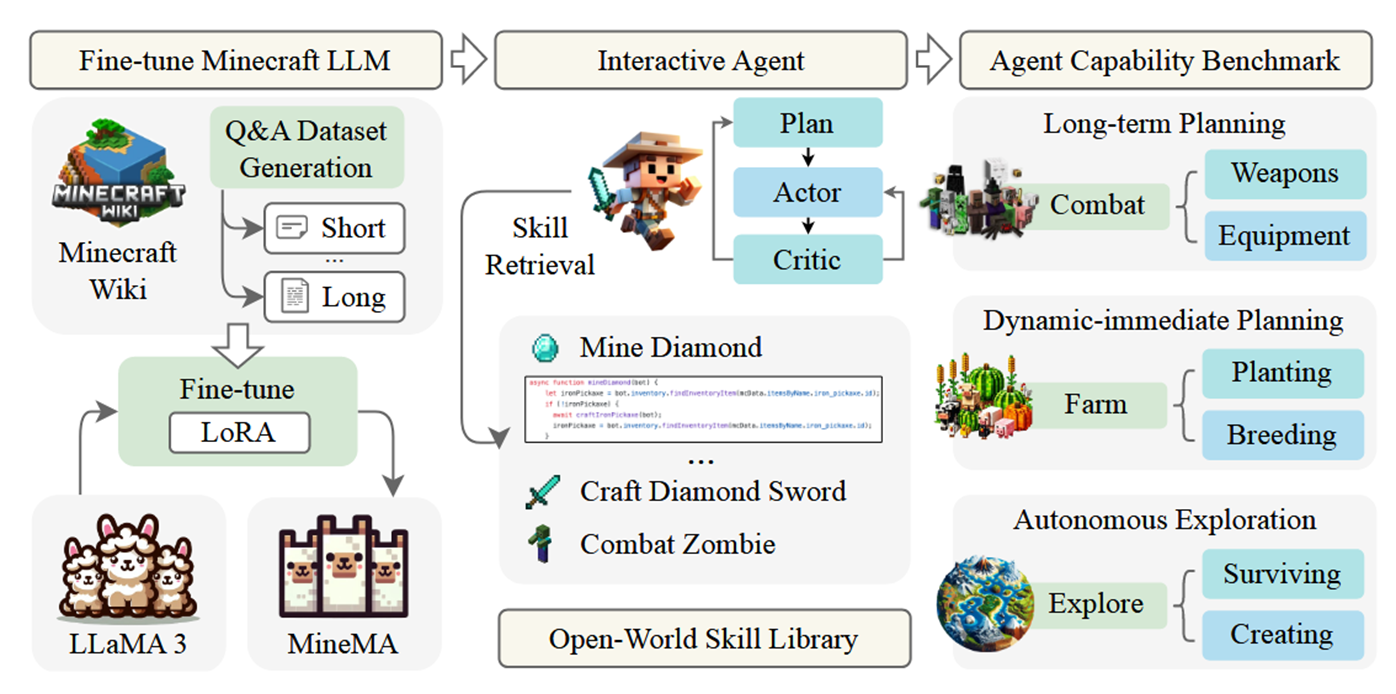 Fine-tune Minecraft LLM
Interactive Agent
Agent Capability Benchmark
MINECRAFT
WIKI
Minecraft
Wiki
Q&A Dataset
Generation
Short
...
Long
Fine-tune
LoRA
LLaMA 3
MineMA
Plan
Actor
Critic
Skill
Retrieval
Mine Diamond
async function mineDiamond(bot) {
let ironPickaxe = bot.inventory.findInventoryItem(mcData.itemsByName.iron_pickaxe.id);
if (!ironPickaxe) {
await craftIronPickaxe(bot);
ironPickaxe = bot.inventory.findInventoryItem(mcData.itemsByName.iron_pickaxe.id);
}
...
Craft Diamond Sword
Combat Zombie
Open-World Skill Library
Long-term Planning
Combat
Weapons
Equipment
Dynamic-immediate Planning
Farm
Planting
Breeding
Autonomous Exploration
Explore
Surviving
Creating